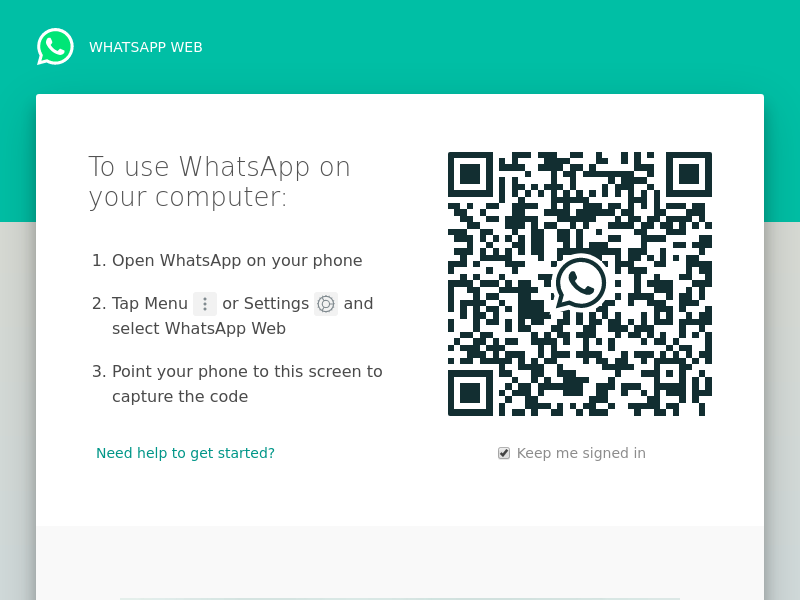 WHATSAPP WEB
To use WhatsApp on
your computer:
1. Open WhatsApp on your phone
2. Tap Menu or Settings and
select WhatsApp Web
3. Point your phone to this screen to
capture the code
Need help to get started?
Keep me signed in